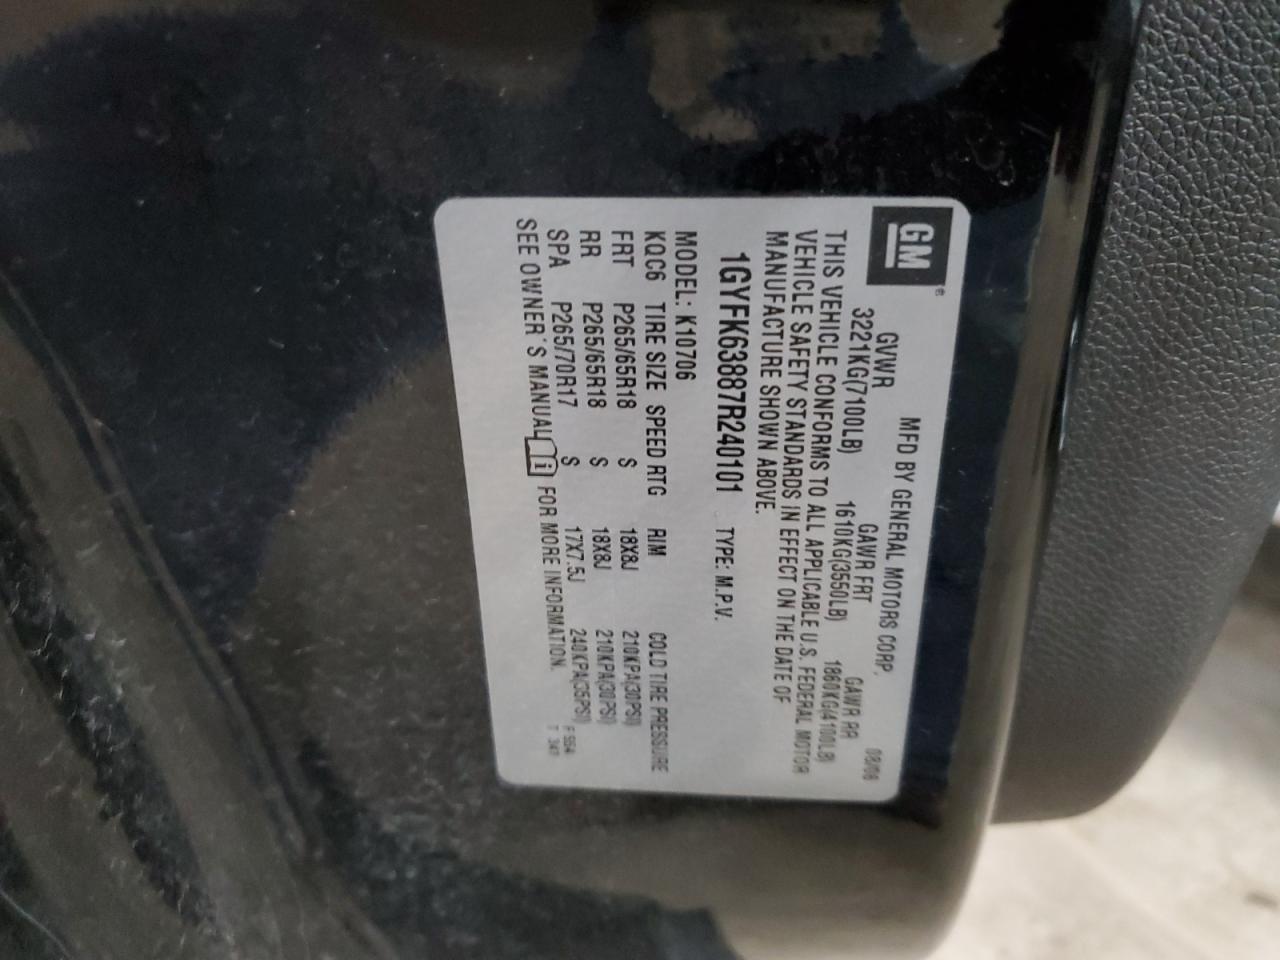 GM®
MFD BY GENERAL MOTORS CORP. 08/06
GVWR GAWR FRT GAWR RR
3221KG(7100LB) 1610KG(3550LB) 1860KG(4100LB)
THIS VEHICLE CONFORMS TO ALL APPLICABLE U.S. FEDERAL MOTOR
VEHICLE SAFETY STANDARDS IN EFFECT ON THE DATE OF
MANUFACTURE SHOWN ABOVE.
1GYFK63887R240101 TYPE: M.P.V.
MODEL: K10706
KQC6 TIRE SIZE SPEED RTG RIM COLD TIRE PRESSURE
FRT P265/65R18 S 18X8J 210KPA(30PSI)
RR P265/65R18 S 18X8J 210KPA(30PSI)
SPA P265/70R17 S 17X7.5J 240KPA(35PSI)
SEE OWNER'S MANUAL i FOR MORE INFORMATION.